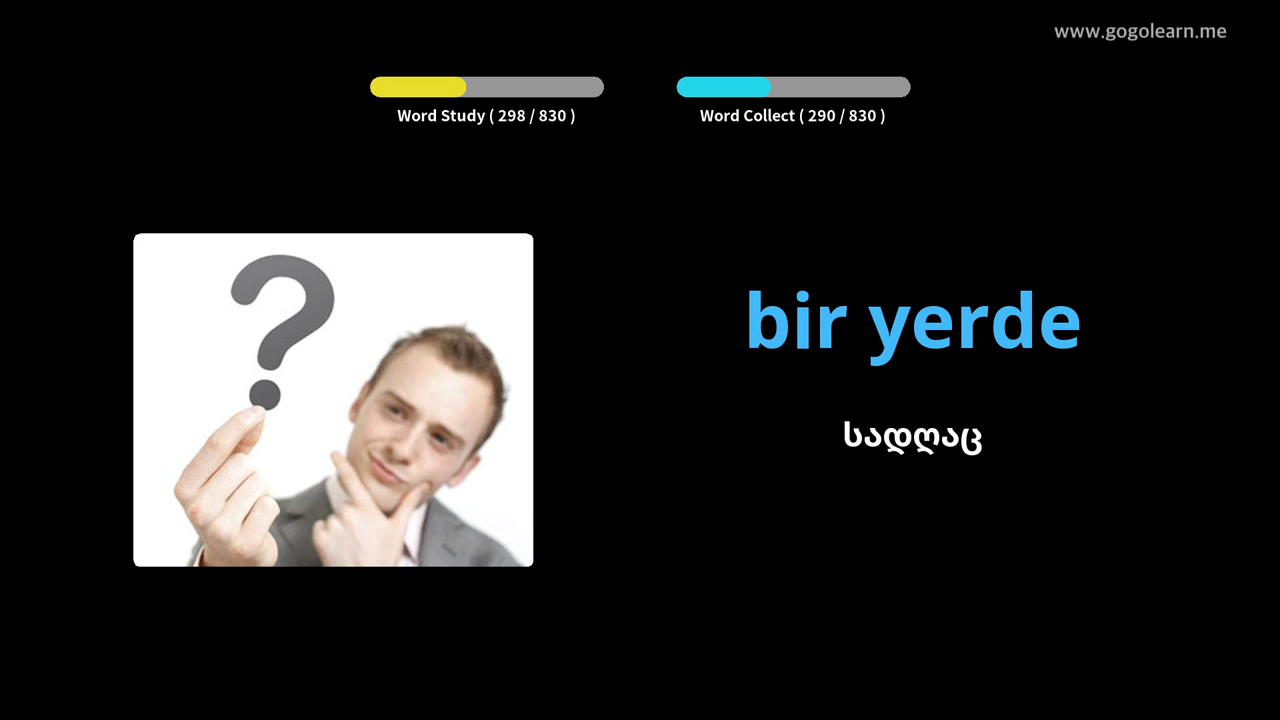 www.gogolearn.me
Word Study ( 298 / 830 )
Word Collect ( 290 / 830 )
?
bir yerde
სადღაც